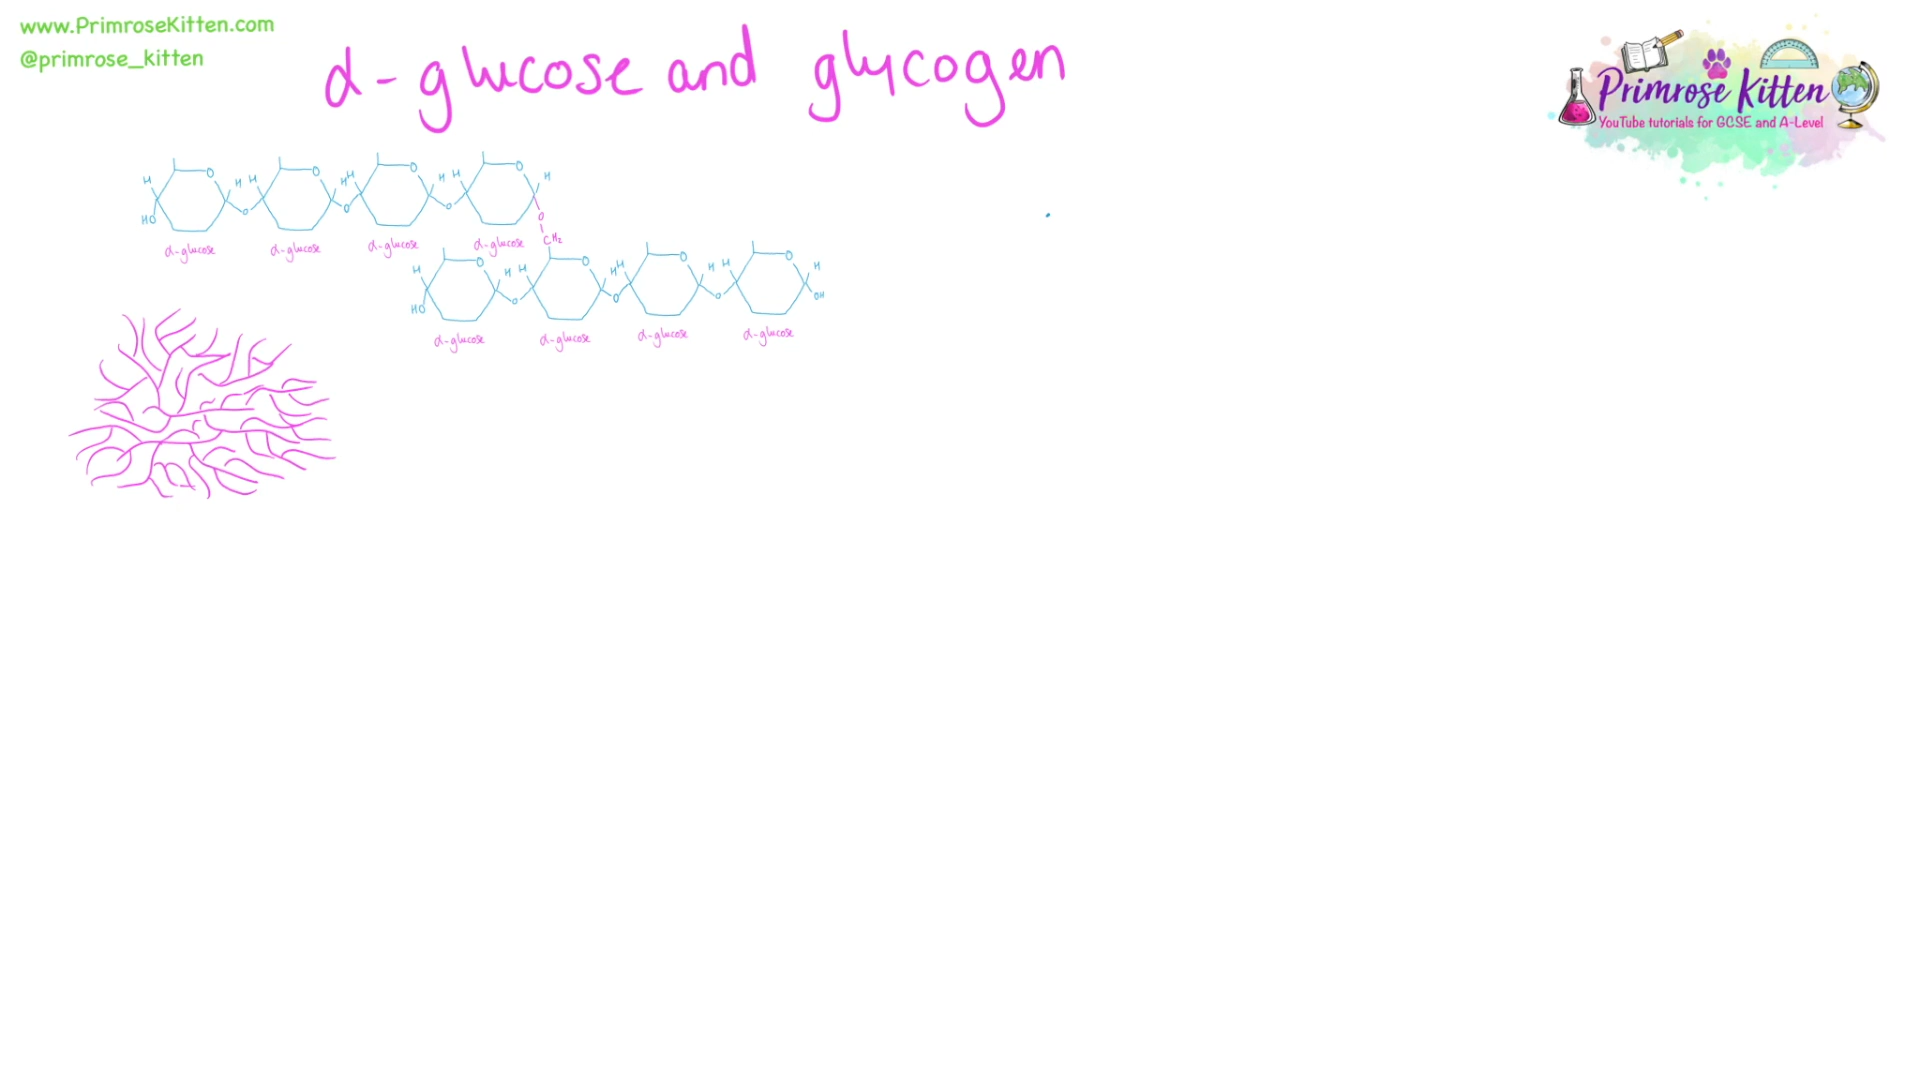 www.PrimroseKitten.com
@primrose_kitten
α-glucose and glycogen
Primrose Kitten
YouTube tutorials for GCSE and A-Level
O O O O
H H H H H H H H
HO O O O O
α-glucose α-glucose α-glucose α-glucose
CH₂
O O O O
H H H H H H H H
HO O O O OH
α-glucose α-glucose α-glucose α-glucose